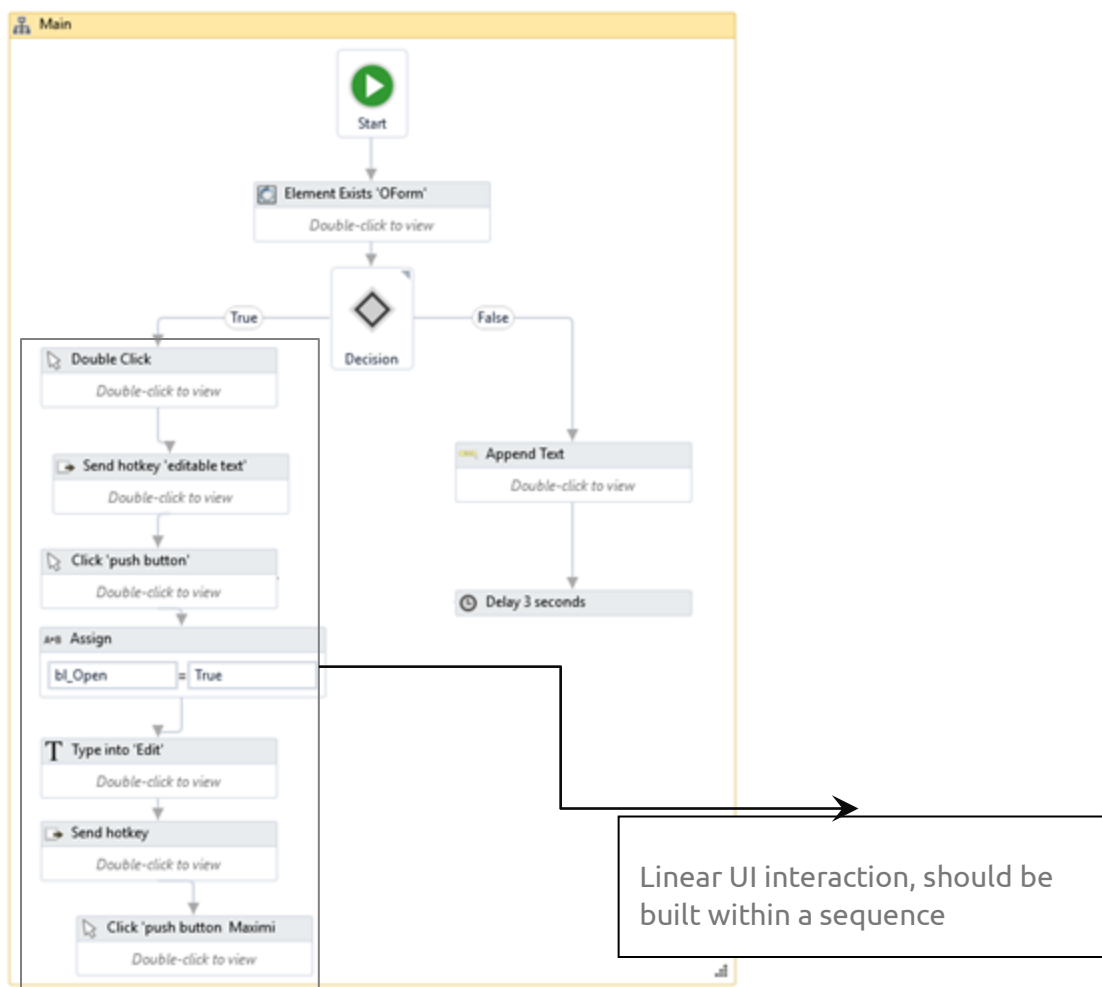 Main
Start
Element Exists 'OForm'
Double-click to view
True
False
Decision
Double Click
Double-click to view
Send hotkey 'editable text'
Double-click to view
Click 'push button'
Double-click to view
A+B Assign
bl_Open = True
Type into 'Edit'
Double-click to view
Send hotkey
Double-click to view
Click 'push button Maximi
Double-click to view
Append Text
Double-click to view
Delay 3 seconds
Linear UI interaction, should be
built within a sequence